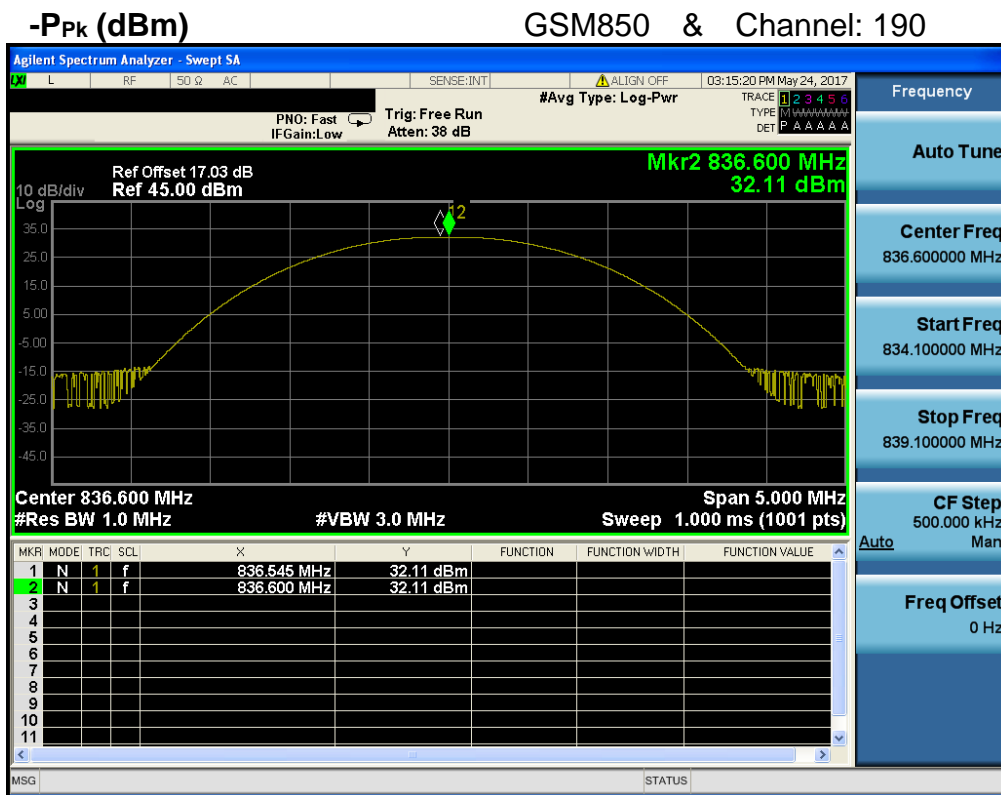 -PPk (dBm) GSM850 & Channel: 190
Agilent Spectrum Analyzer - Swept SA
LXI L RF 50 Ω AC SENSE:INT ALIGN OFF 03:15:20 PM May 24, 2017
#Avg Type: Log-Pwr
TRACE 1 2 3 4 5 6
TYPE M
DET P A A A A A
PNO: Fast
IFGain:Low
Trig: Free Run
Atten: 38 dB
Mkr2 836.600 MHz
32.11 dBm
Ref Offset 17.03 dB
10 dB/div Ref 45.00 dBm
Log
35.0
25.0
15.0
5.00
-5.00
-15.0
-25.0
-35.0
-45.0
12
Center 836.600 MHz Span 5.000 MHz
#Res BW 1.0 MHz #VBW 3.0 MHz Sweep 1.000 ms (1001 pts)
MKR MODE TRC SCL X Y FUNCTION FUNCTION WIDTH FUNCTION VALUE
1 N 1 f 836.545 MHz 32.11 dBm
2 N 1 f 836.600 MHz 32.11 dBm
3
4
5
6
7
8
9
10
11
MSG STATUS
Frequency
Auto Tune
Center Freq
836.600000 MHz
Start Freq
834.100000 MHz
Stop Freq
839.100000 MHz
CF Step
500.000 kHz
Auto Man
Freq Offset
0 Hz